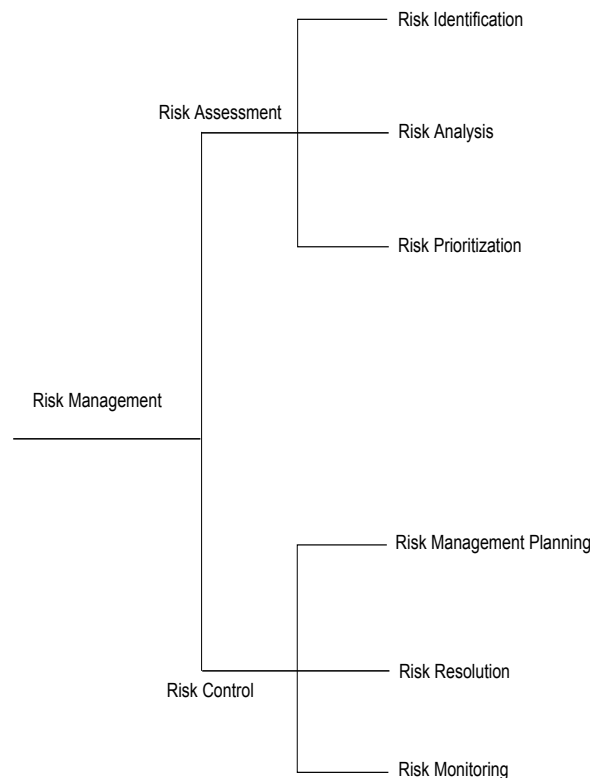 Risk Identification
Risk Assessment
Risk Analysis
Risk Prioritization
Risk Management
Risk Management Planning
Risk Resolution
Risk Control
Risk Monitoring